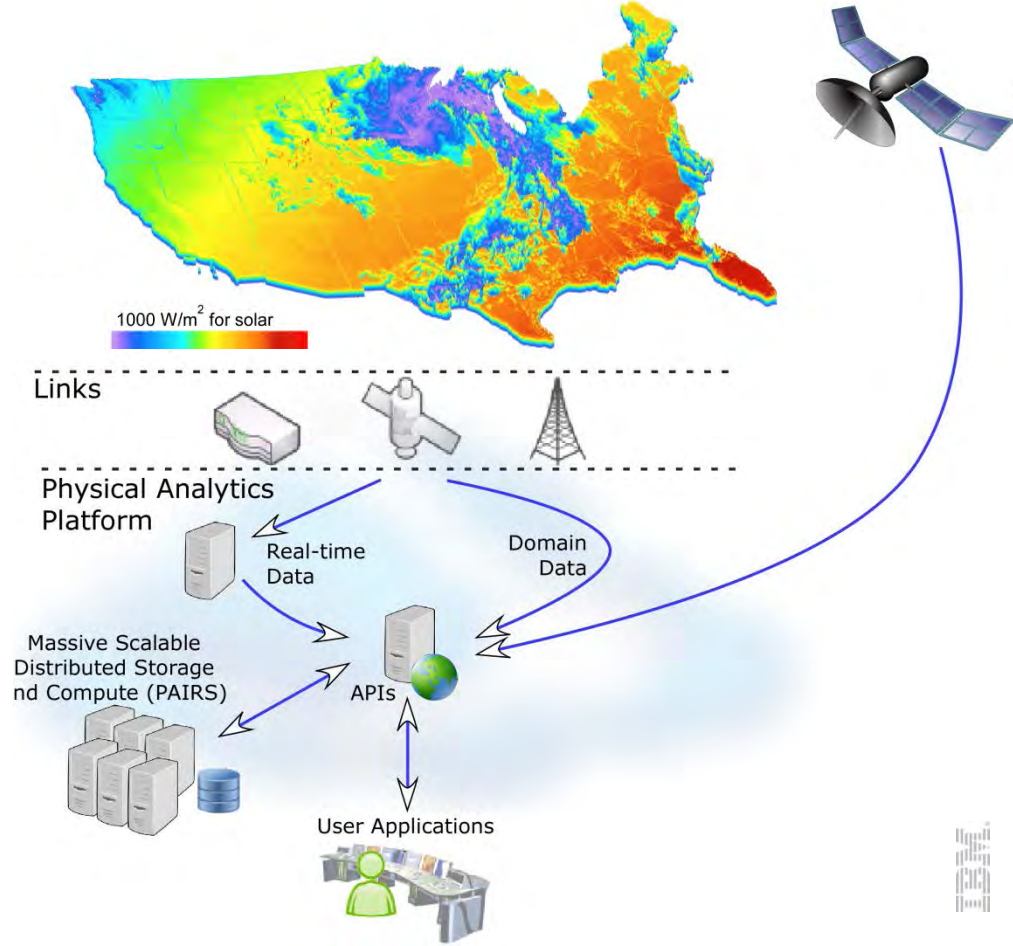 1000 W/m² for solar
Links
Physical Analytics
Platform
Real-time
Data
Domain
Data
Massive Scalable
Distributed Storage
nd Compute (PAIRS)
APIs
User Applications
IBM